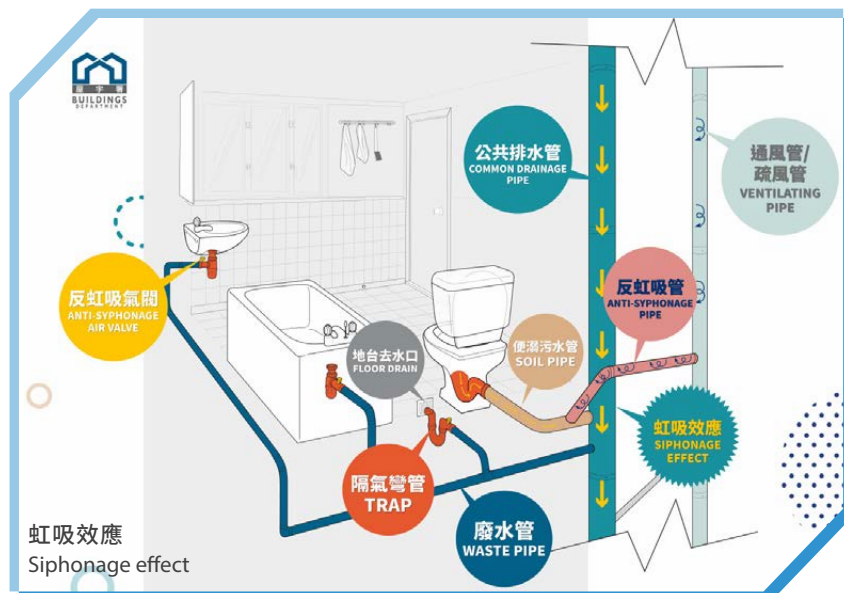 屋宇署
BUILDINGS
DEPARTMENT
公共排水管
COMMON DRAINAGE
PIPE
通風管/
疏風管
VENTILATING
PIPE
反虹吸氣閥
ANTI-SYPHONAGE
AIR VALVE
反虹吸管
ANTI-SYPHONAGE
PIPE
地台去水口
FLOOR DRAIN
便溺污水管
SOIL PIPE
虹吸效應
SIPHONAGE
EFFECT
隔氣彎管
TRAP
廢水管
WASTE PIPE
虹吸效應
Siphonage effect